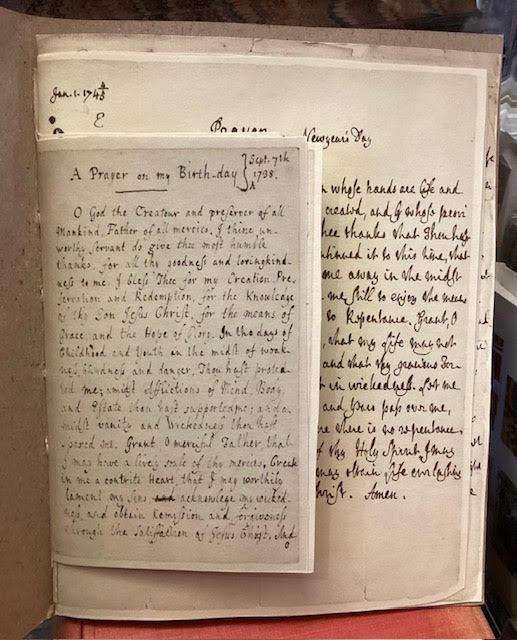 Jan. 1. 174⅘
Prayer Newyear's Day
A Prayer on my Birth-day } Sept. 7th
1738.
O God the Creatour and preserver of all
Mankind, Father of all mercies, I thine un-
worthy servant do give thee most humble
thanks, for all thy goodness and lovingkind-
ness to me. I bless Thee for my Creation, Pre-
servation and Redemption, for the Knowledge
of thy Son Jesus Christ, for the means of
Grace, and the Hope of Glory. In the days of
Childhood and Youth in the midst of weak-
ness, blindness and danger, Thou hast protec-
ted me; amidst afflictions of Mind, Body,
and Estate thou hast supported me; and a-
midst vanity and Wickedness thou hast
spared me. Grant, O merciful Father, that
I may have a lively sense of thy mercies. Create
in me a contrite Heart, that I may worthily
lament my sins, acknowledge my wicked-
ness, and obtain Remission and forgiveness
through the satisfaction of Jesus Christ. And
whose hands are life and
created, and by whose provi
thee thanks that Thou hast
ntinued it to this time, that
me away in the midst
me still to enjoy the means
to Repentance. Grant, O
that my life may not
and that thy gracious For-
t in wickedness. Let me
and years pass over me,
re there is no repentance,
f thy Holy Spirit I may
may obtain life everlasting
hrist. Amen.